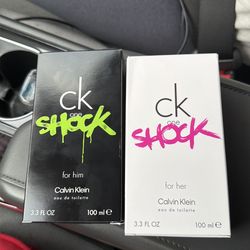 ck
one
SHOCK
for him
Calvin Klein
eau de toilette
3.3 FL OZ 100 ml e
ck
one
SHOCK
for her
Calvin Klein
eau de toilette
3.3 FL OZ 100 ml e